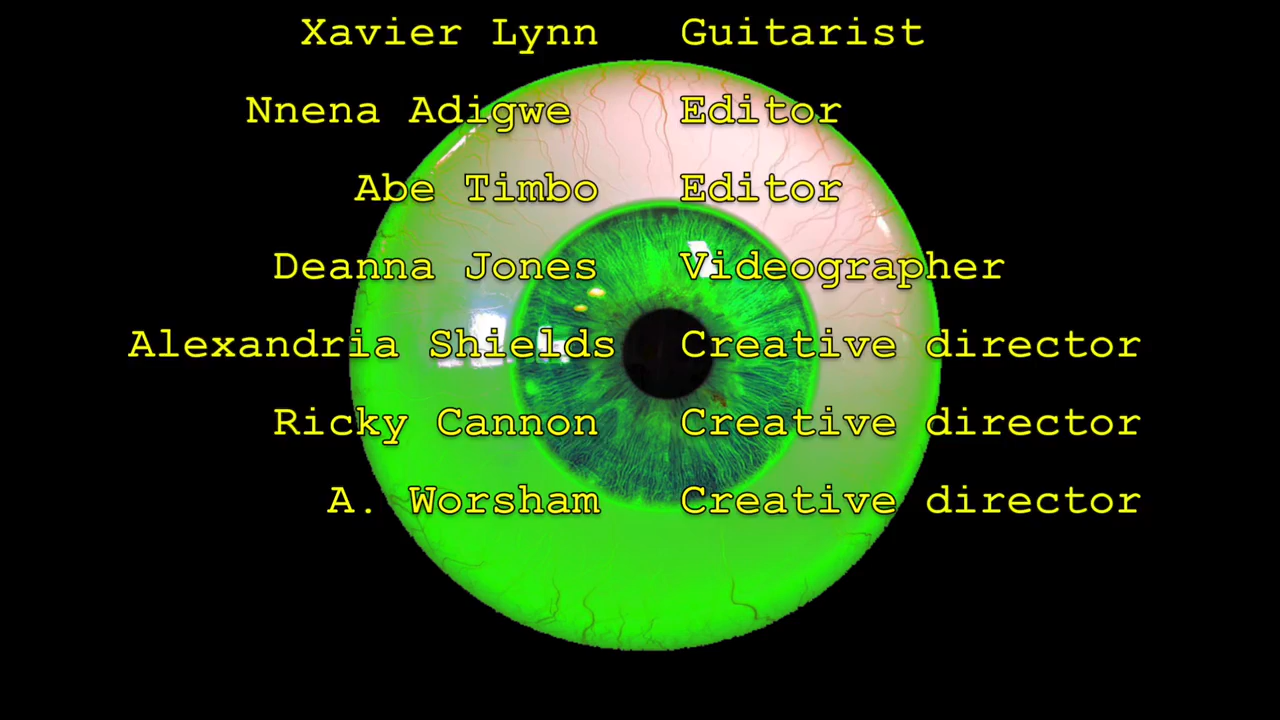 Xavier Lynn Guitarist
Nnena Adigwe Editor
Abe Timbo Editor
Deanna Jones Videographer
Alexandria Shields Creative director
Ricky Cannon Creative director
A. Worsham Creative director